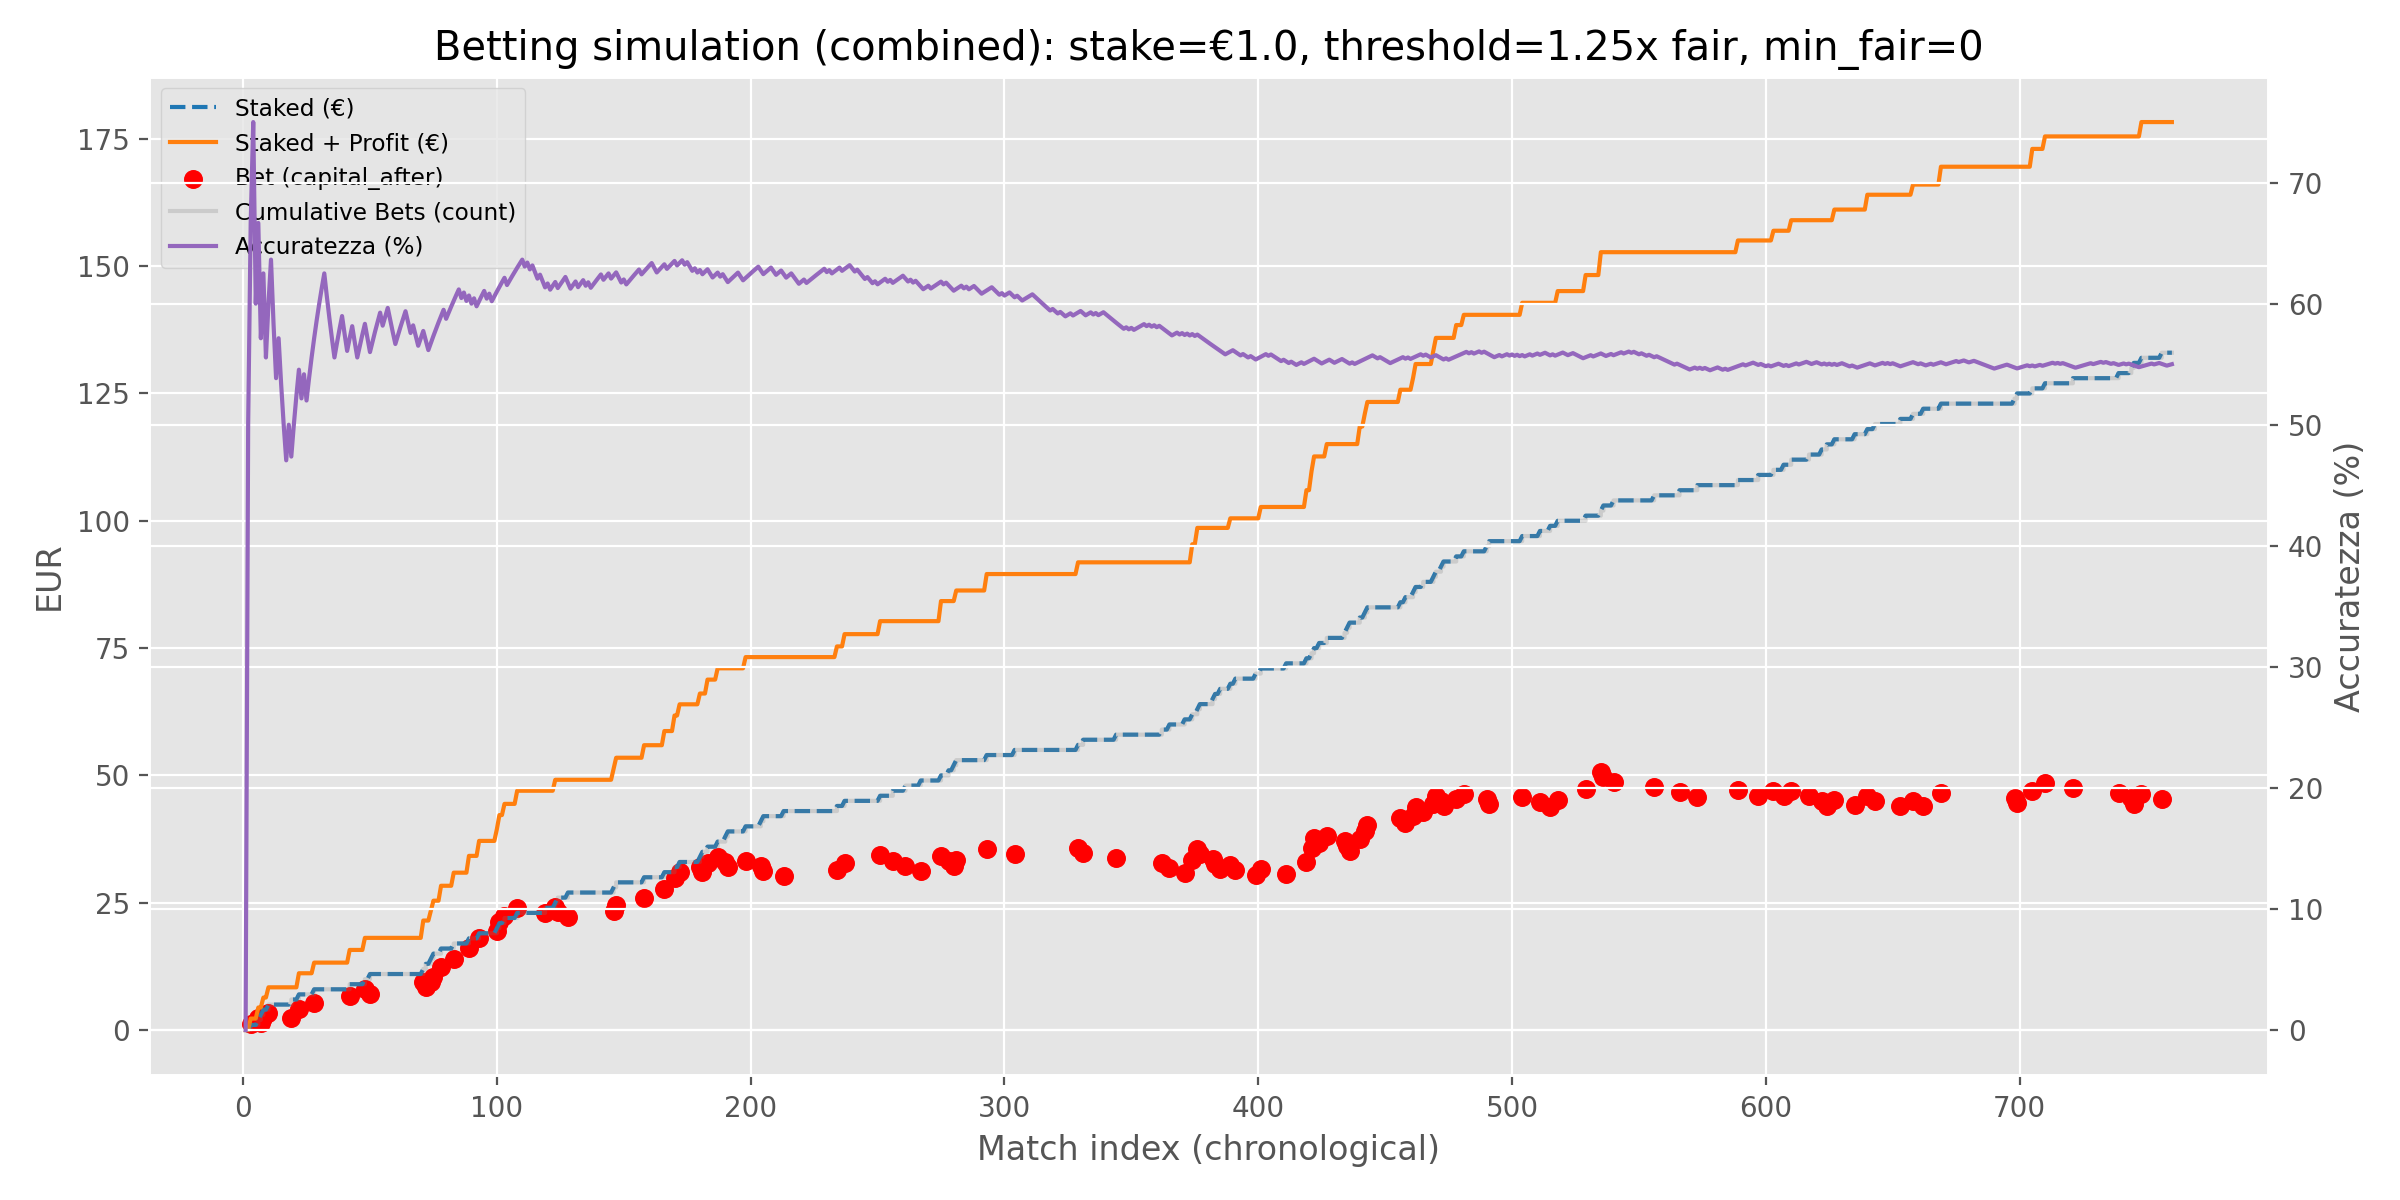 Betting simulation (combined): stake=€1.0, threshold=1.25x fair, min_fair=0
Staked (€)
Staked + Profit (€)
Bet (capital_after)
Cumulative Bets (count)
Accuratezza (%)
175
150
125
100
75
50
25
0
EUR
70
60
50
40
30
20
10
0
Accuratezza (%)
0 100 200 300 400 500 600 700
Match index (chronological)